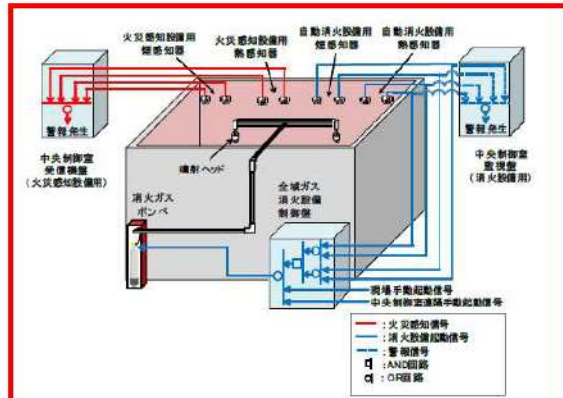 火災感知設備用
煙感知器
火災感知設備用
熱感知器
自動消火設備用
煙感知器
自動消火設備用
熱感知器
警報発生
中央制御室
受信機盤
(火災感知設備用)
警報発生
中央制御室
監視盤
(消火設備用)
噴射ヘッド
消火ガス
ボンベ
全域ガス
消火設備
制御盤
現場手動起動信号
中央制御室遠隔手動起動信号
:火災感知信号
:消火設備起動信号
:警報信号
:AND回路
:OR回路